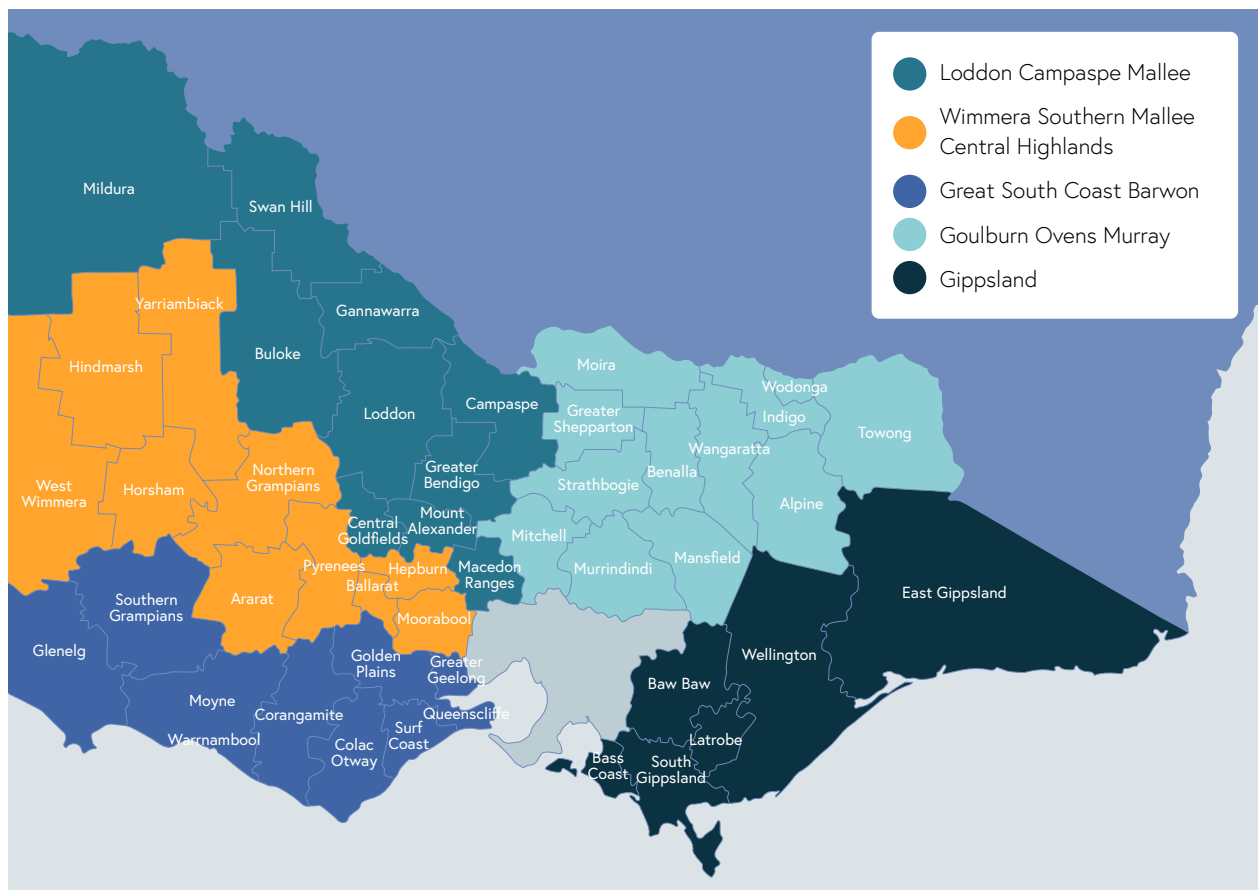 Loddon Campaspe Mallee
Wimmera Southern Mallee
Central Highlands
Great South Coast Barwon
Goulburn Ovens Murray
Gippsland
Mildura
Swan Hill
Yarriambiack
Gannawarra
Hindmarsh
Buloke
Loddon
Campaspe
Moira
Wodonga
Greater
Shepparton
Indigo
Towong
Wangaratta
Benalla
Northern
Grampians
Greater
Bendigo
West
Wimmera
Horsham
Strathbogie
Alpine
Mount
Alexander
Central
Goldfields
Mitchell
Mansfield
Pyrenees
Hepburn
Ballarat
Macedon
Ranges
Murrindindi
East Gippsland
Southern
Grampians
Ararat
Moorabool
Glenelg
Golden
Plains
Greater
Geelong
Wellington
Baw Baw
Moyne
Corangamite
Queenscliffe
Warrnambool
Surf
Coast
Colac
Otway
Latrobe
Bass
Coast
South
Gippsland